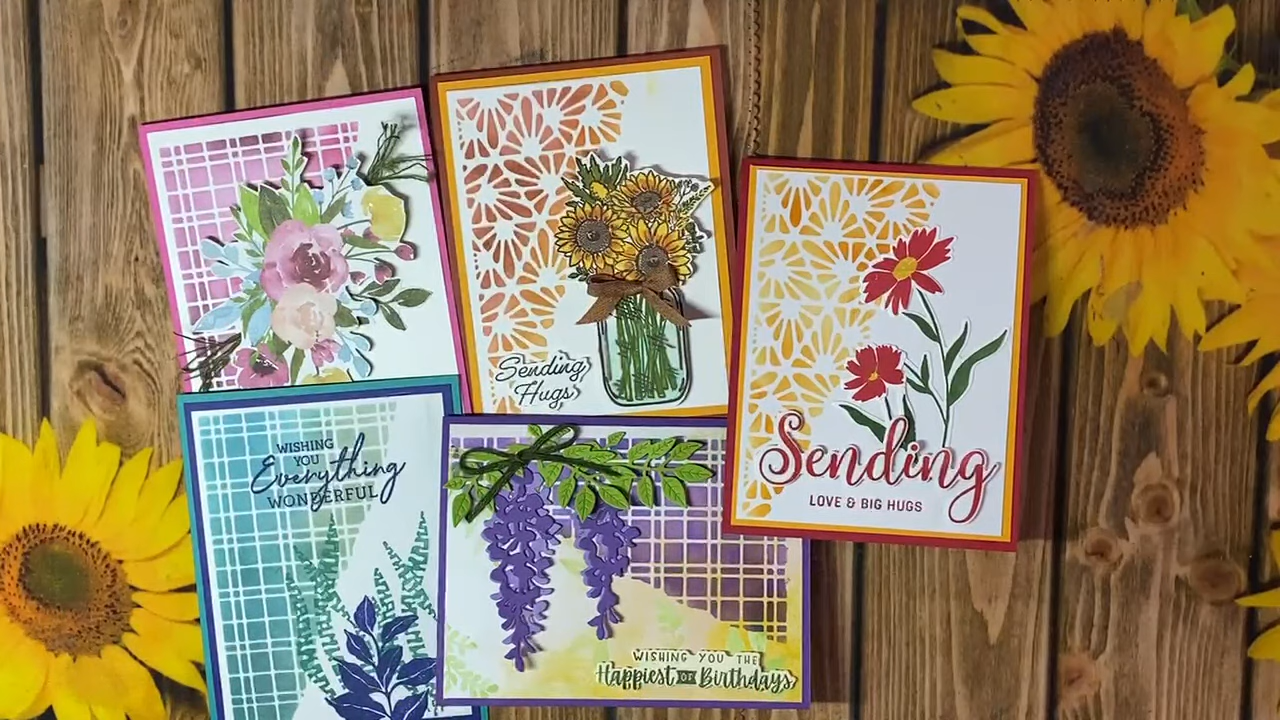 Sending
Hugs
WISHING
YOU
Everything
WONDERFUL
Sending
LOVE & BIG HUGS
WISHING YOU THE
Happiest OF Birthdays